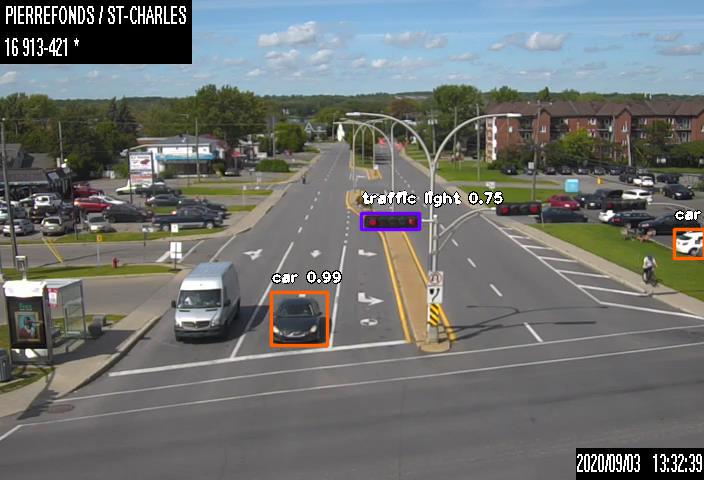 PIERREFONDS / ST-CHARLES
16 913-421 *
traffic light 0.75
car
car 0.99
2020/09/03 13:32:39